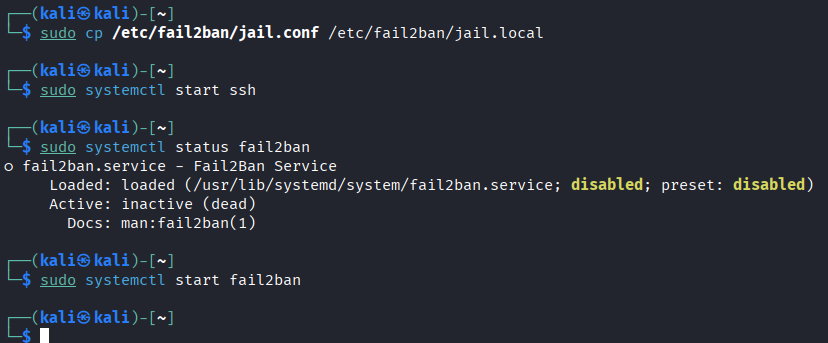 ┌──(kali㉿kali)-[~]
└─$ sudo cp /etc/fail2ban/jail.conf /etc/fail2ban/jail.local
┌──(kali㉿kali)-[~]
└─$ sudo systemctl start ssh
┌──(kali㉿kali)-[~]
└─$ sudo systemctl status fail2ban
○ fail2ban.service - Fail2Ban Service
     Loaded: loaded (/usr/lib/systemd/system/fail2ban.service; disabled; preset: disabled)
     Active: inactive (dead)
       Docs: man:fail2ban(1)
┌──(kali㉿kali)-[~]
└─$ sudo systemctl start fail2ban
┌──(kali㉿kali)-[~]
└─$